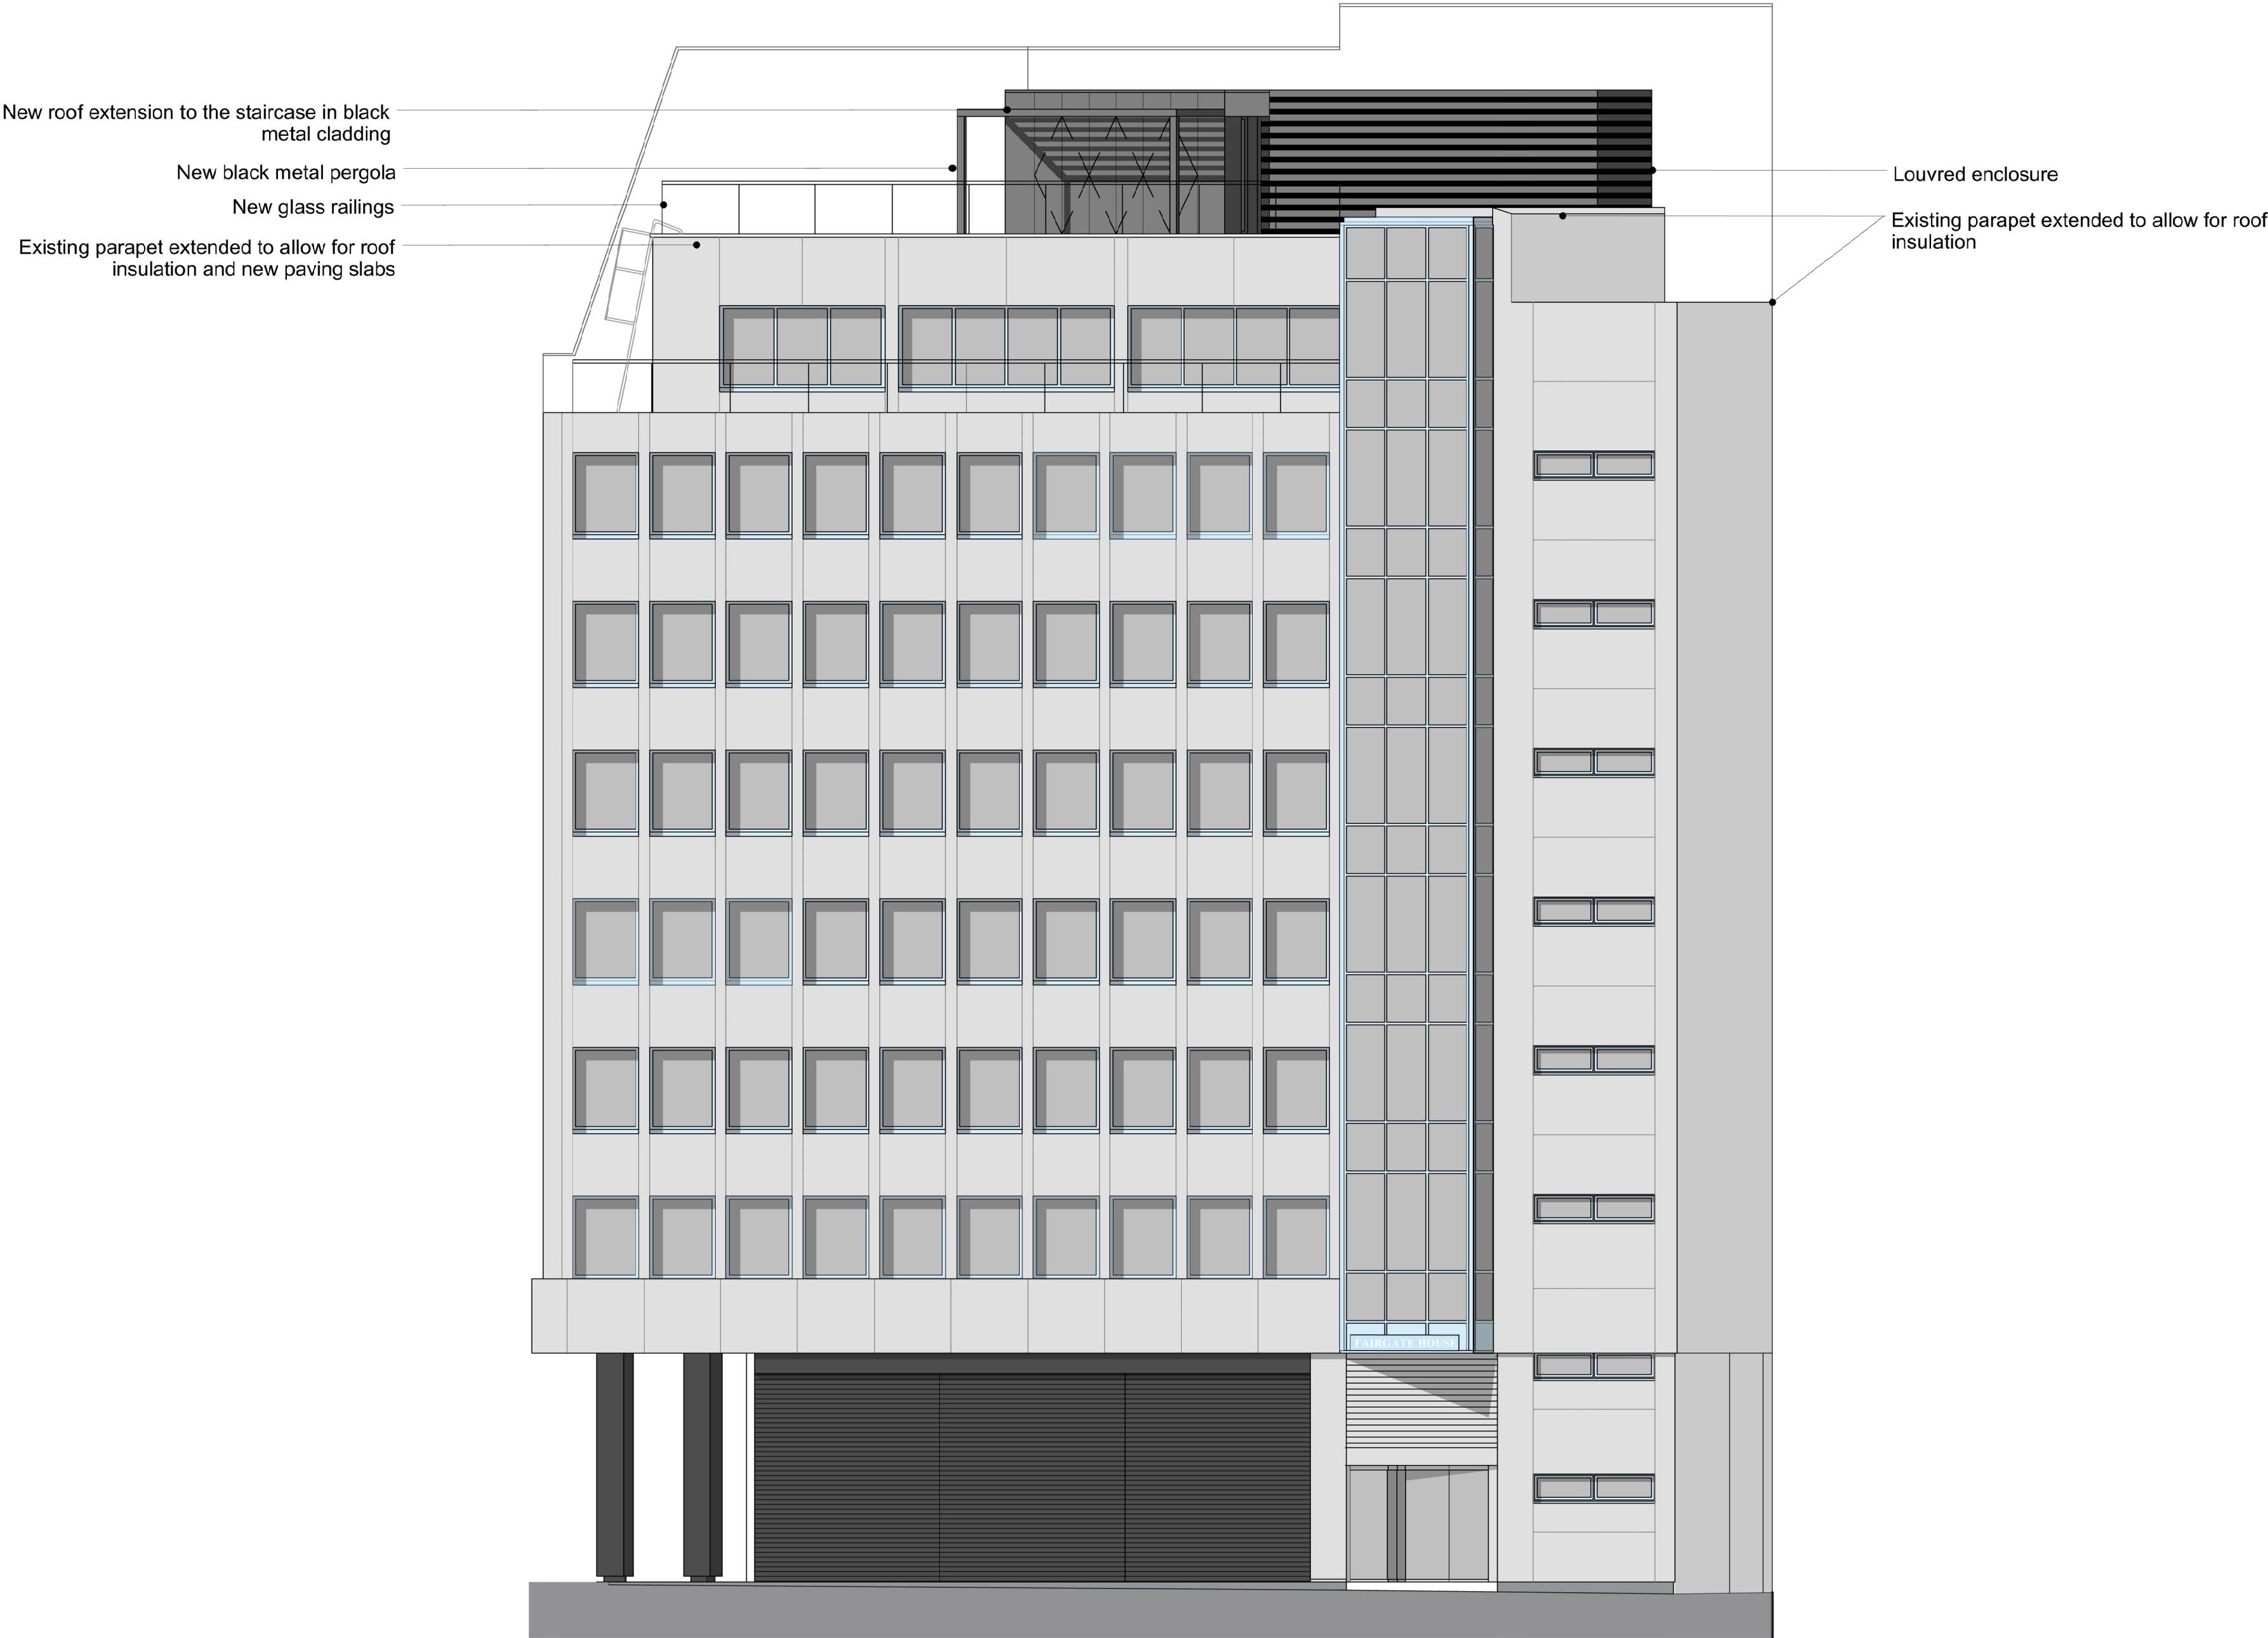 New roof extension to the staircase in black
metal cladding
New black metal pergola
New glass railings
Existing parapet extended to allow for roof
insulation and new paving slabs
Louvred enclosure
Existing parapet extended to allow for roof
insulation
FAIRGATE HOUSE